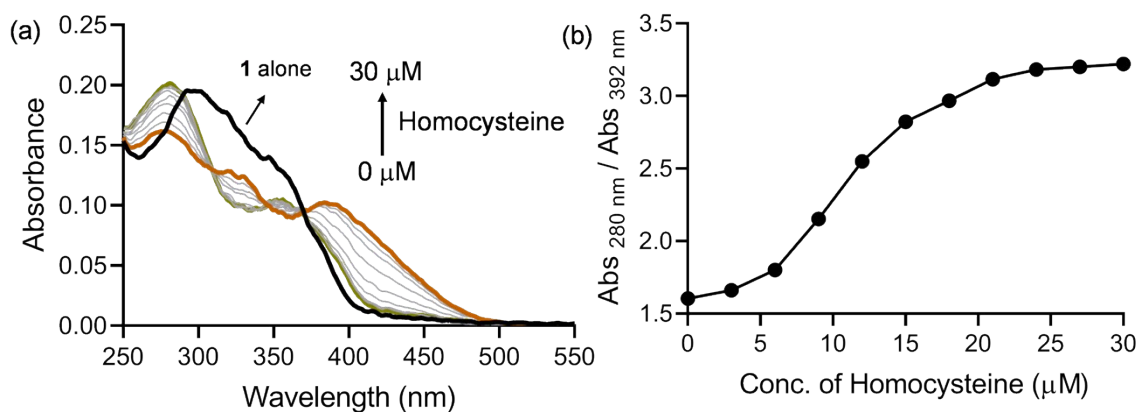 (a)
Absorbance
0.20
0.15
0.10
0.05
0.00
1 alone
30 μM
Homocysteine
0 μM
250 300 350 400 450 500 550
Wavelength (nm)
(b)
Abs 280 nm / Abs 392 nm
3.5
3.0
2.5
2.0
1.5
0 5 10 15 20 25 30
Conc. of Homocysteine (μM)